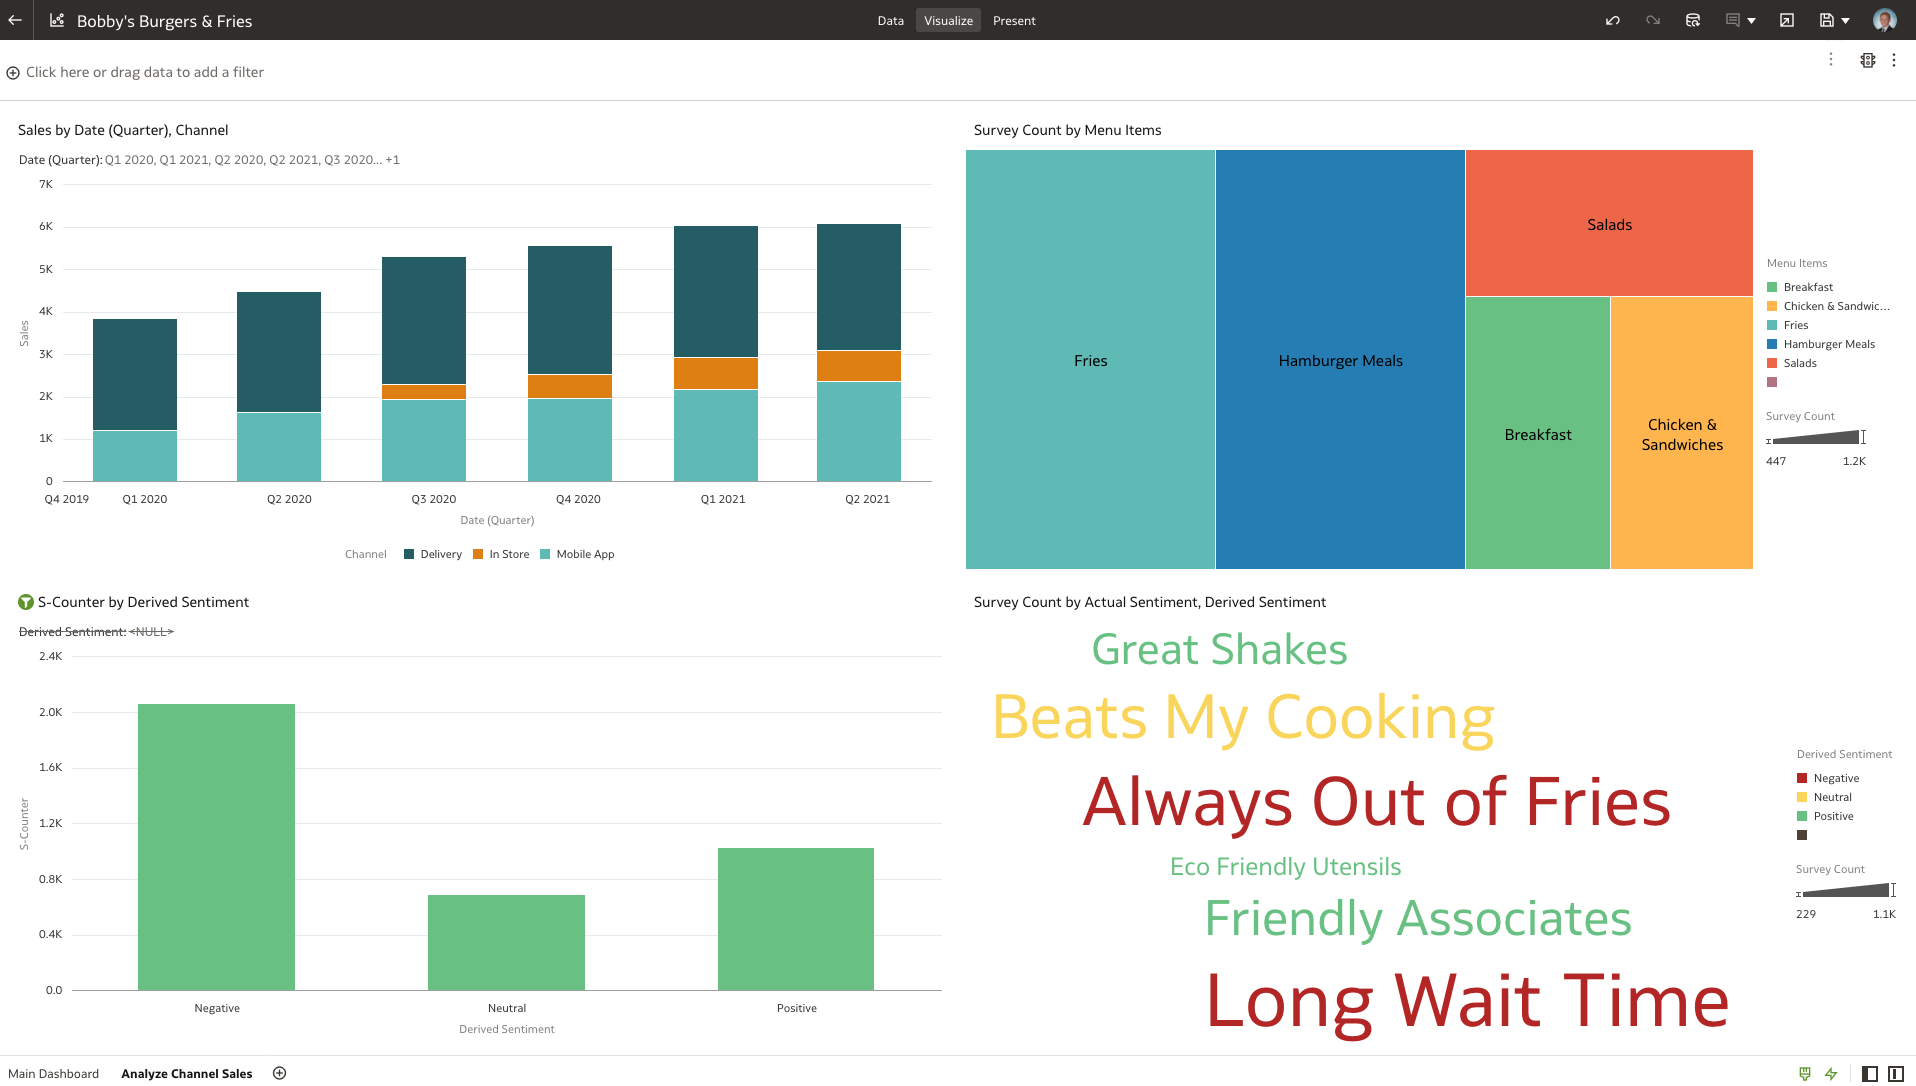 Bobby's Burgers & Fries
Data Visualize Present
Click here or drag data to add a filter
Sales by Date (Quarter), Channel
Date (Quarter): Q1 2020, Q1 2021, Q2 2020, Q2 2021, Q3 2020... +1
7K
6K
5K
4K
3K
2K
1K
0
Sales
Q4 2019 Q1 2020 Q2 2020 Q3 2020 Q4 2020 Q1 2021 Q2 2021
Date (Quarter)
Channel Delivery In Store Mobile App
Survey Count by Menu Items
Fries
Hamburger Meals
Salads
Breakfast
Chicken &
Sandwiches
Menu Items
Breakfast
Chicken & Sandwic...
Fries
Hamburger Meals
Salads
Survey Count
447 1.2K
S-Counter by Derived Sentiment
Derived Sentiment: <NULL>
2.4K
2.0K
1.6K
1.2K
0.8K
0.4K
0.0
S-Counter
Negative Neutral Positive
Derived Sentiment
Survey Count by Actual Sentiment, Derived Sentiment
Great Shakes
Beats My Cooking
Always Out of Fries
Eco Friendly Utensils
Friendly Associates
Long Wait Time
Derived Sentiment
Negative
Neutral
Positive
Survey Count
229 1.1K
Main Dashboard Analyze Channel Sales